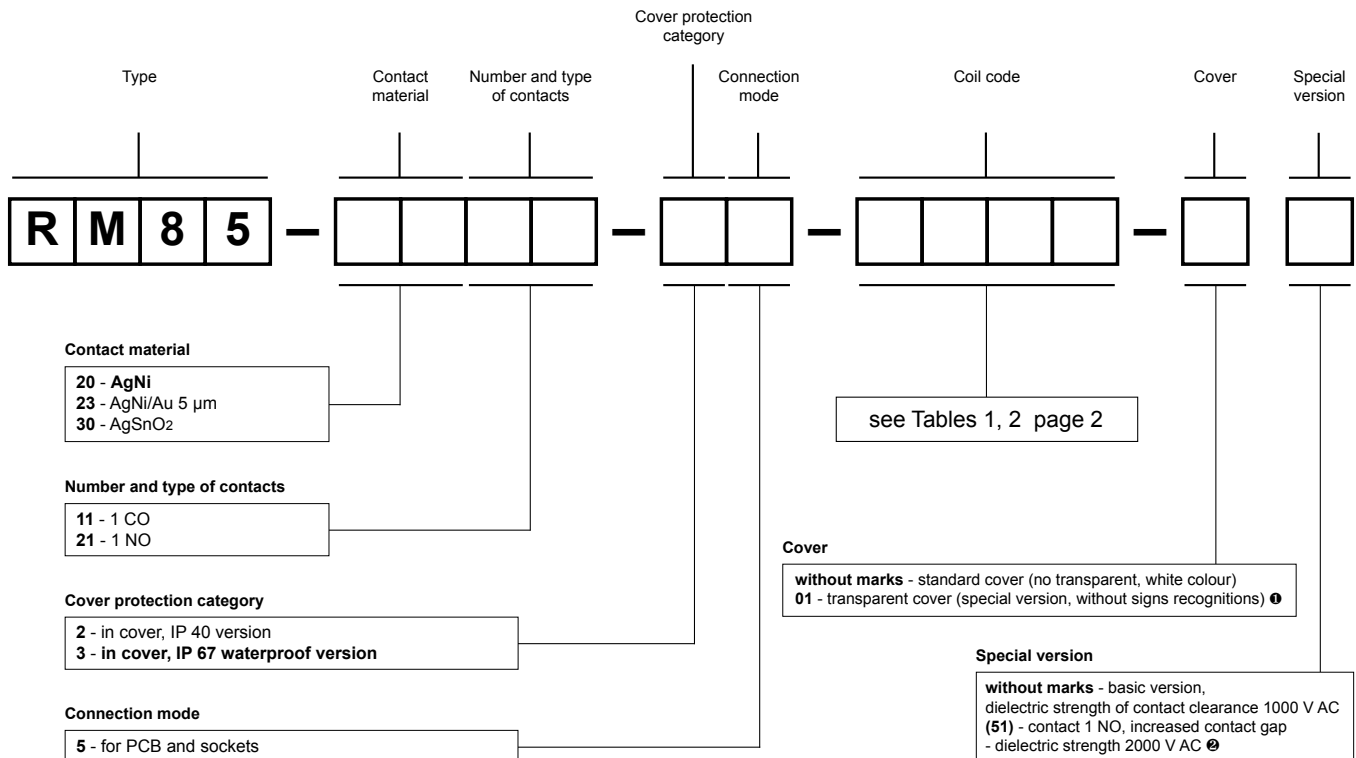 Cover protection
category
Type
Contact
material
Number and type
of contacts
Connection
mode
Coil code
Cover
Special
version
R M 8 5 – – – –
Contact material
20 - AgNi
23 - AgNi/Au 5 μm
30 - AgSnO2
see Tables 1, 2 page 2
Number and type of contacts
11 - 1 CO
21 - 1 NO
Cover
without marks - standard cover (no transparent, white colour)
01 - transparent cover (special version, without signs recognitions) ❶
Cover protection category
2 - in cover, IP 40 version
3 - in cover, IP 67 waterproof version
Special version
without marks - basic version,
dielectric strength of contact clearance 1000 V AC
(51) - contact 1 NO, increased contact gap
- dielectric strength 2000 V AC ❷
Connection mode
5 - for PCB and sockets